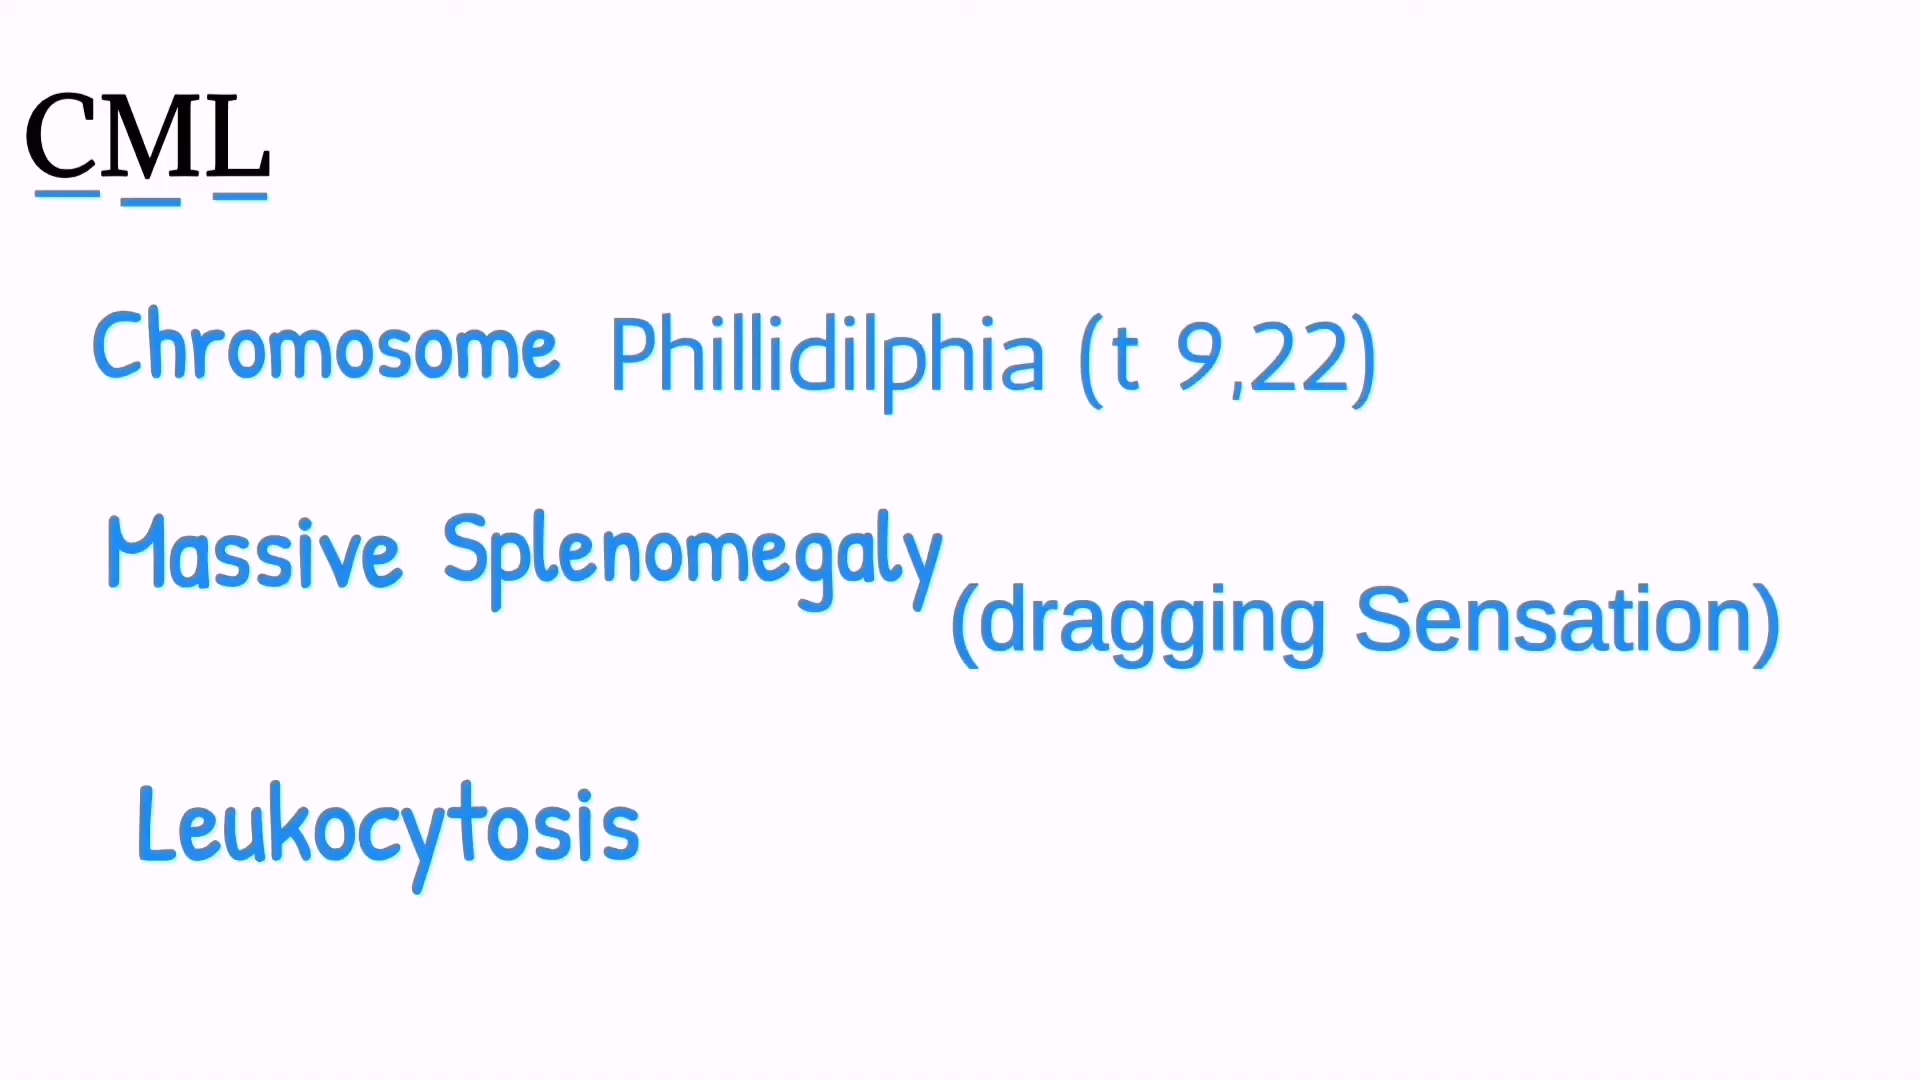 CML
Chromosome Phillidilphia (t 9,22)
Massive Splenomegaly
(dragging Sensation)
Leukocytosis